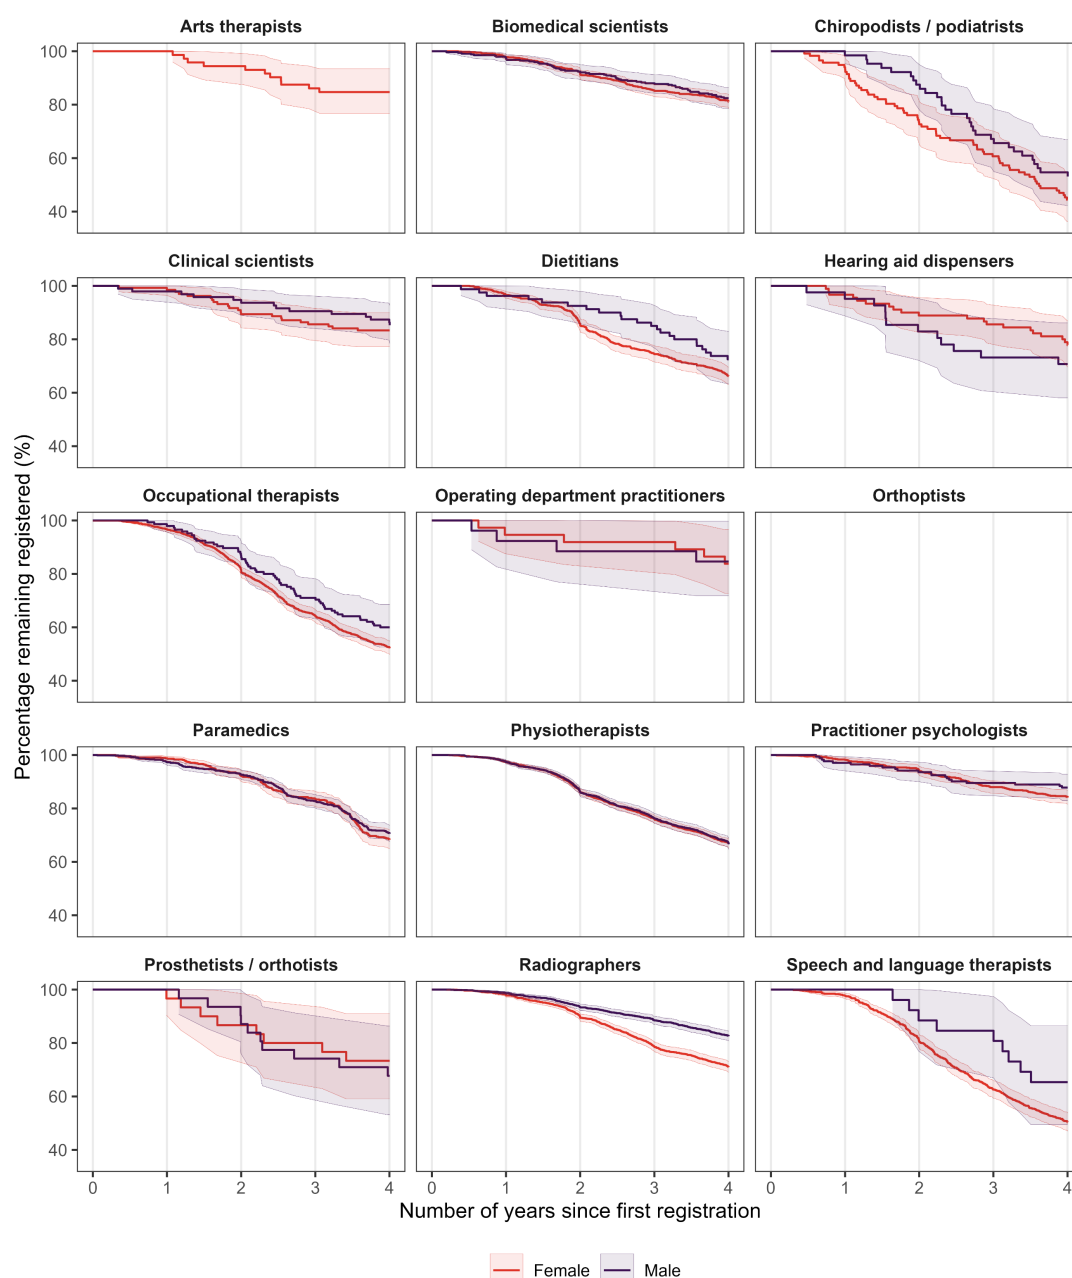 Arts therapists
Biomedical scientists
Chiropodists / podiatrists
100
80
60
40
Clinical scientists
Dietitians
Hearing aid dispensers
100
80
60
40
Occupational therapists
Operating department practitioners
Orthoptists
100
80
60
40
Paramedics
Physiotherapists
Practitioner psychologists
100
80
60
40
Prosthetists / orthotists
Radiographers
Speech and language therapists
100
80
60
40
0 1 2 3 4
0 1 2 3 4
0 1 2 3 4
Percentage remaining registered (%)
Number of years since first registration
Female
Male